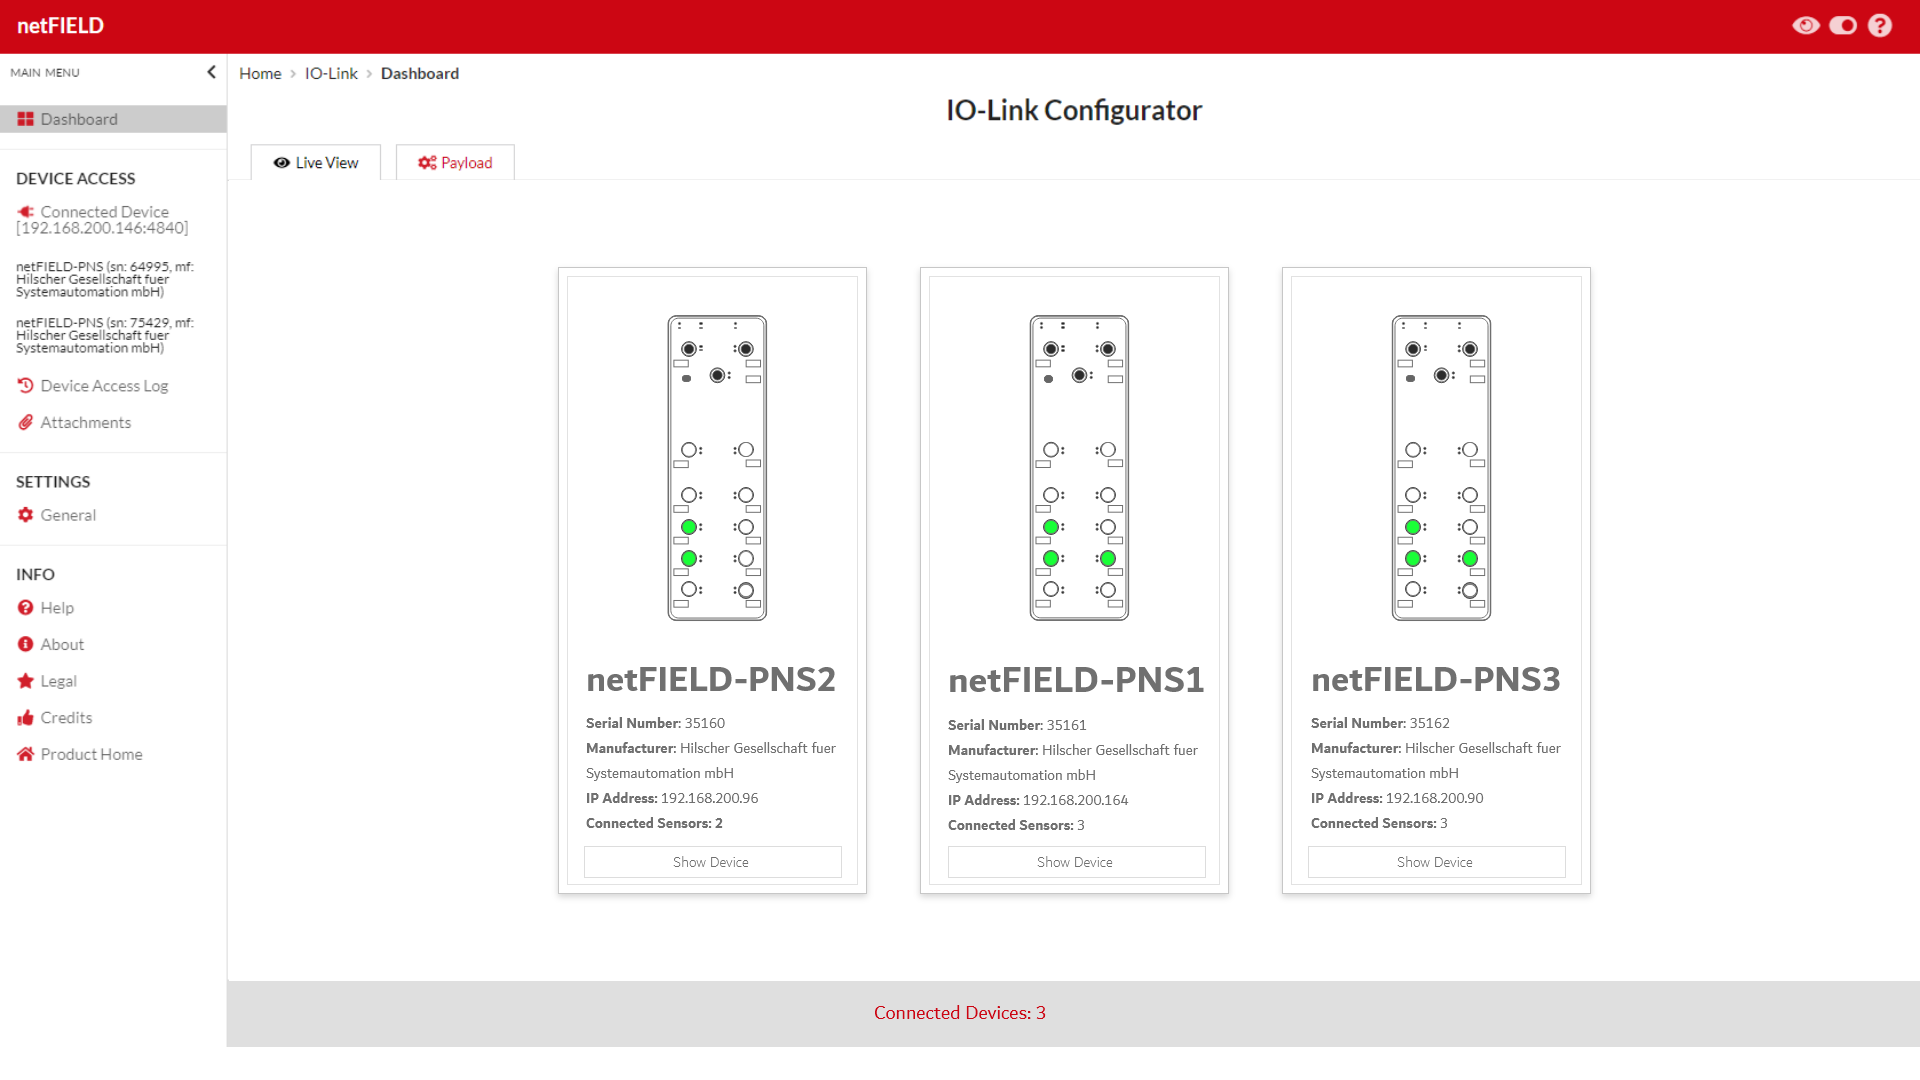 netFIELD
MAIN MENU
Dashboard
DEVICE ACCESS
Connected Device
[192.168.200.146:4840]
netFIELD-PNS (sn: 64995, mf:
Hilscher Gesellschaft fuer
Systemautomation mbH)
netFIELD-PNS (sn: 75429, mf:
Hilscher Gesellschaft fuer
Systemautomation mbH)
Device Access Log
Attachments
SETTINGS
General
INFO
Help
About
Legal
Credits
Product Home
Home > IO-Link > Dashboard
IO-Link Configurator
Live View
Payload
netFIELD-PNS2
Serial Number: 35160
Manufacturer: Hilscher Gesellschaft fuer
Systemautomation mbH
IP Address: 192.168.200.96
Connected Sensors: 2
Show Device
netFIELD-PNS1
Serial Number: 35161
Manufacturer: Hilscher Gesellschaft fuer
Systemautomation mbH
IP Address: 192.168.200.164
Connected Sensors: 3
Show Device
netFIELD-PNS3
Serial Number: 35162
Manufacturer: Hilscher Gesellschaft fuer
Systemautomation mbH
IP Address: 192.168.200.90
Connected Sensors: 3
Show Device
Connected Devices: 3